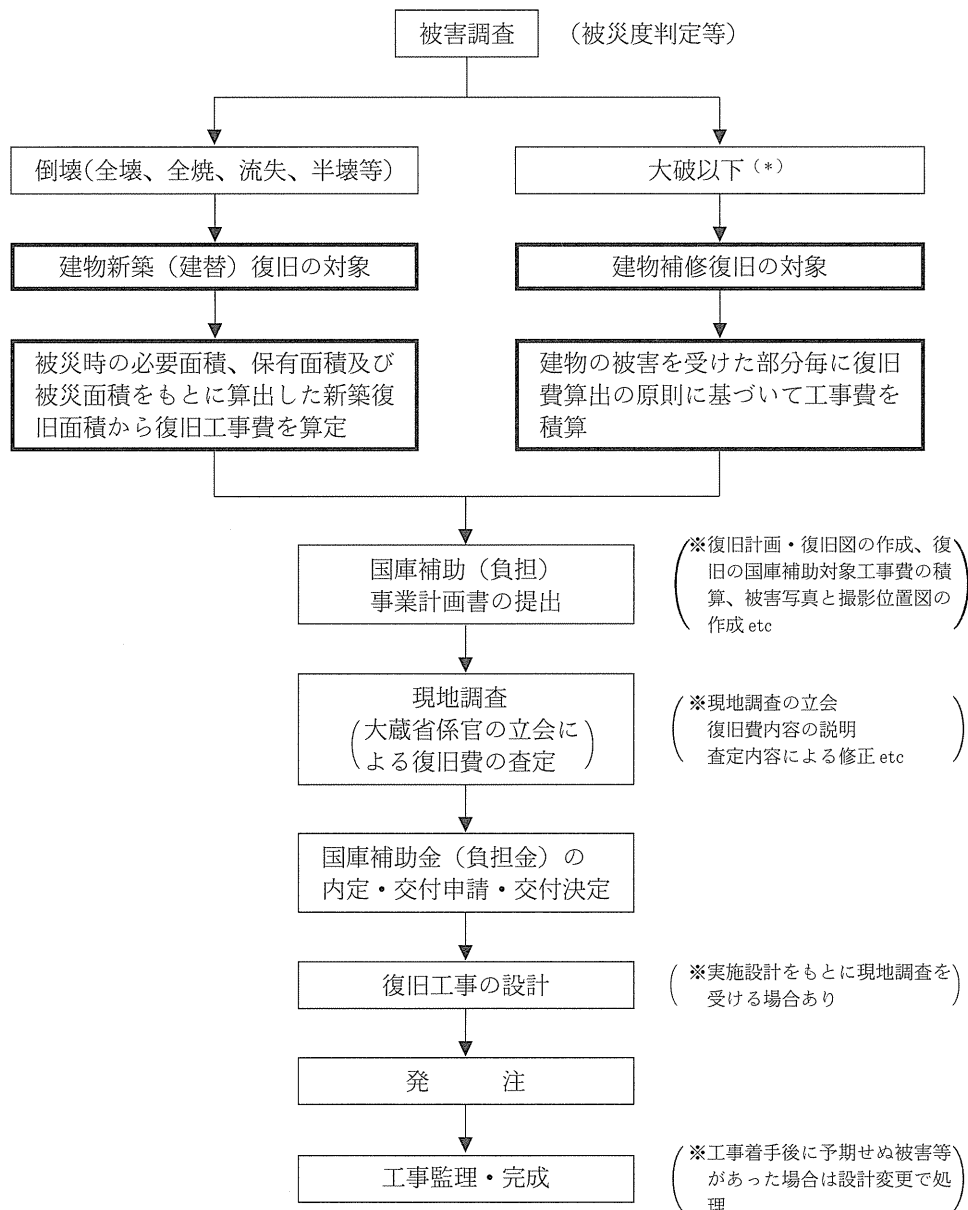 被害調査 (被災度判定等)
倒壊(全壊、全焼、流失、半壊等)
大破以下(*)
建物新築(建替)復旧の対象
建物補修復旧の対象
被災時の必要面積、保有面積及び
被災面積をもとに算出した新築復
旧面積から復旧工事費を算定
建物の被害を受けた部分毎に復旧
費算出の原則に基づいて工事費を
積算
国庫補助(負担)
事業計画書の提出
※復旧計画・復旧図の作成、復
旧の国庫補助対象工事費の積
算、被害写真と撮影位置図の
作成etc
現地調査
(大蔵省係官の立会に
よる復旧費の査定)
※現地調査の立会
復旧費内容の説明
査定内容による修正etc
国庫補助金(負担金)の
内定・交付申請・交付決定
復旧工事の設計
※実施設計をもとに現地調査を
受ける場合あり
発 注
工事監理・完成
※工事着手後に予期せぬ被害等
があった場合は設計変更で処
理